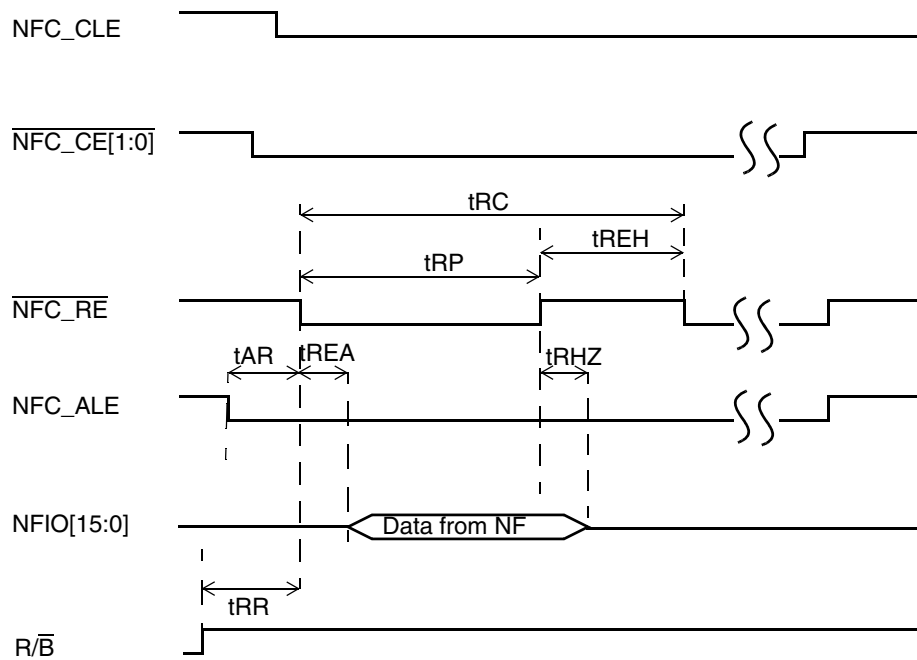 NFC_CLE
NFC_CE[1:0]
tRC
tREH
tRP
NFC_RE
tAR
tREA
tRHZ
NFC_ALE
NFIO[15:0]
Data from NF
tRR
R/B